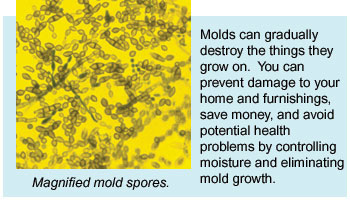 Molds can gradually
destroy the things they
grow on.  You can
prevent damage to your
home and furnishings,
save money, and avoid
potential health
problems by controlling
moisture and eliminating
mold growth.
Magnified mold spores.